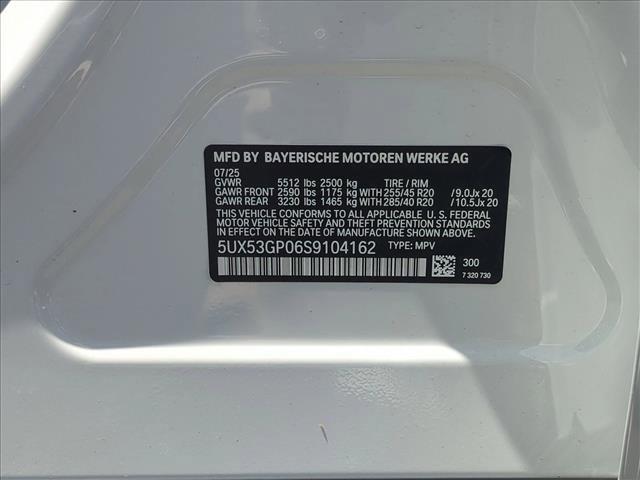 MFD BY BAYERISCHE MOTOREN WERKE AG
07/25
GVWR 5512 lbs 2500 kg TIRE / RIM
GAWR FRONT 2590 lbs 1175 kg WITH 255/45 R20 / 9.0Jx 20
GAWR REAR 3230 lbs 1465 kg WITH 285/40 R20 / 10.5Jx 20
THIS VEHICLE CONFORMS TO ALL APPLICABLE U. S. FEDERAL
MOTOR VEHICLE SAFETY AND THEFT PREVENTION STANDARDS
IN EFFECT ON THE DATE OF MANUFACTURE SHOWN ABOVE.
5UX53GP06S9104162 TYPE: MPV
300
7 320 730